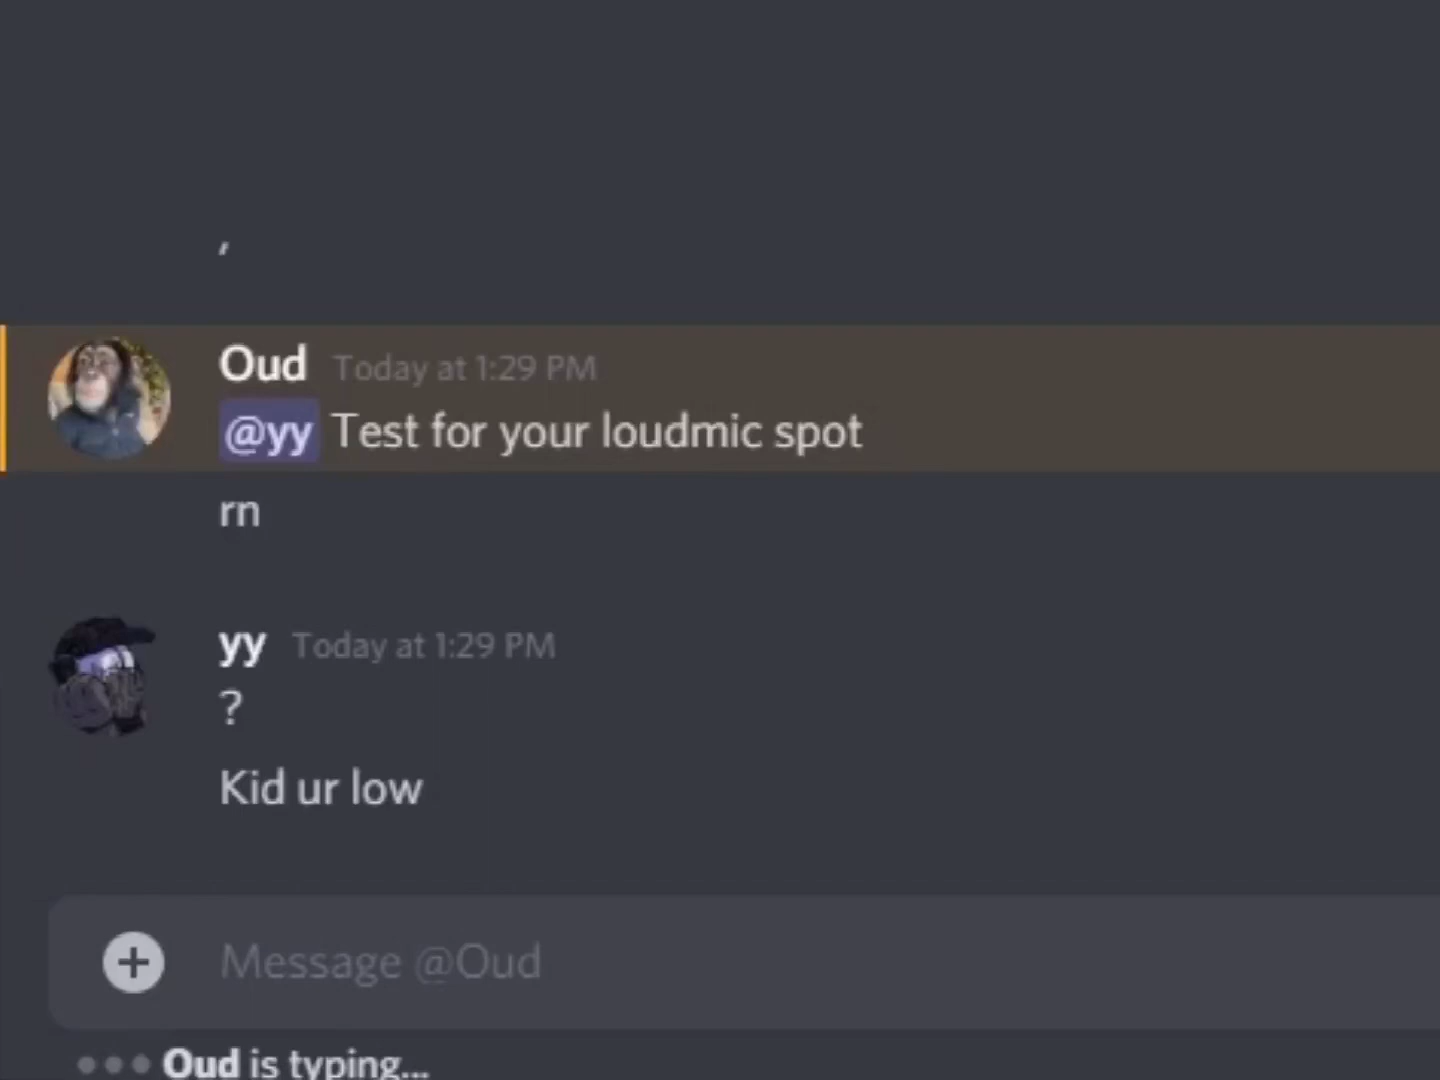 ,
Oud Today at 1:29 PM
@yy Test for your loudmic spot
rn
yy Today at 1:29 PM
?
Kid ur low
Message @Oud
Oud is typing...